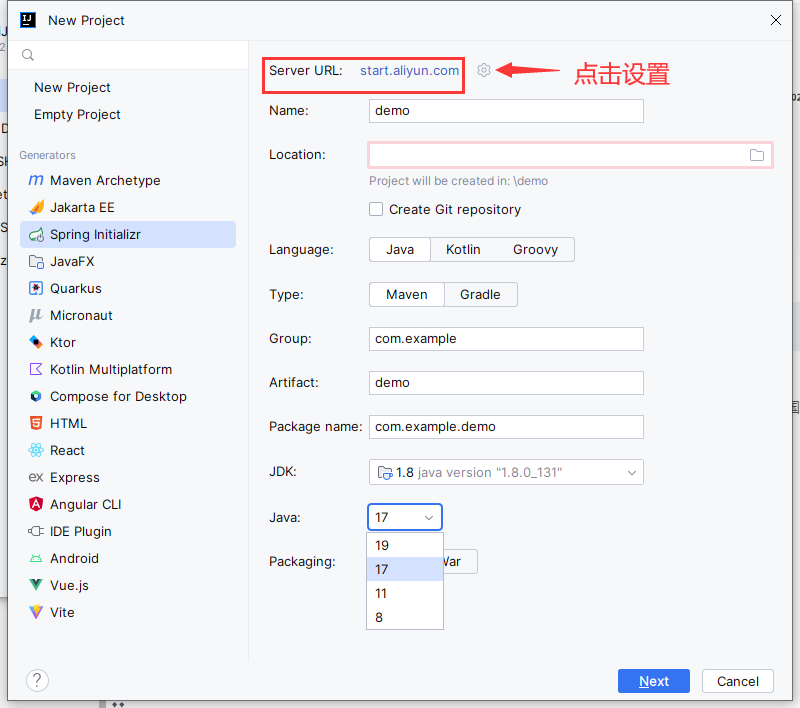 New Project
Server URL: start.aliyun.com
点击设置
New Project
Empty Project
Generators
Maven Archetype
Jakarta EE
Spring Initializr
JavaFX
Quarkus
Micronaut
Ktor
Kotlin Multiplatform
Compose for Desktop
HTML
React
Express
Angular CLI
IDE Plugin
Android
Vue.js
Vite
Name: demo
Location:
Project will be created in: \demo
Create Git repository
Language: Java Kotlin Groovy
Type: Maven Gradle
Group: com.example
Artifact: demo
Package name: com.example.demo
JDK: 1.8 java version "1.8.0_131"
Java: 17
19
17
11
8
Packaging:
?
Next Cancel